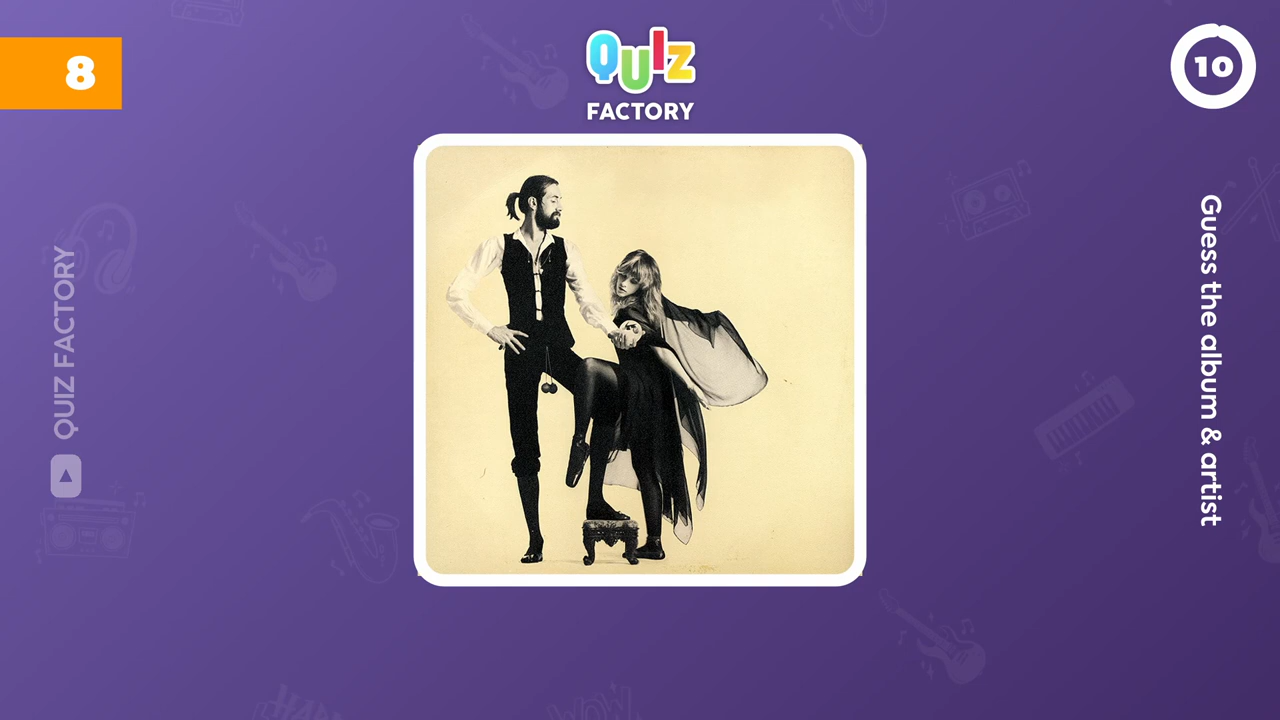 8
QUIZ
FACTORY
10
QUIZ FACTORY
Guess the album & artist